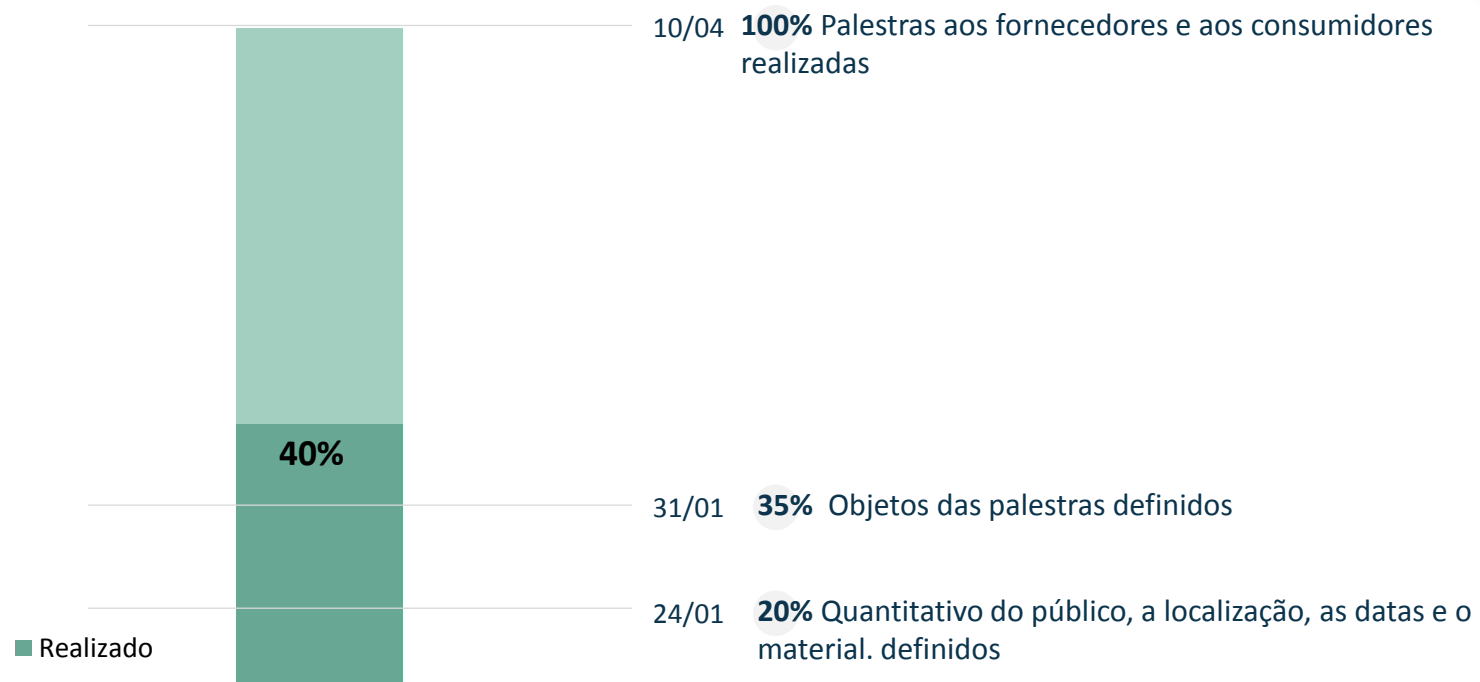 10/04 100% Palestras aos fornecedores e aos consumidores
realizadas
40%
31/01 35% Objetos das palestras definidos
24/01 20% Quantitativo do público, a localização, as datas e o
material. definidos
Realizado